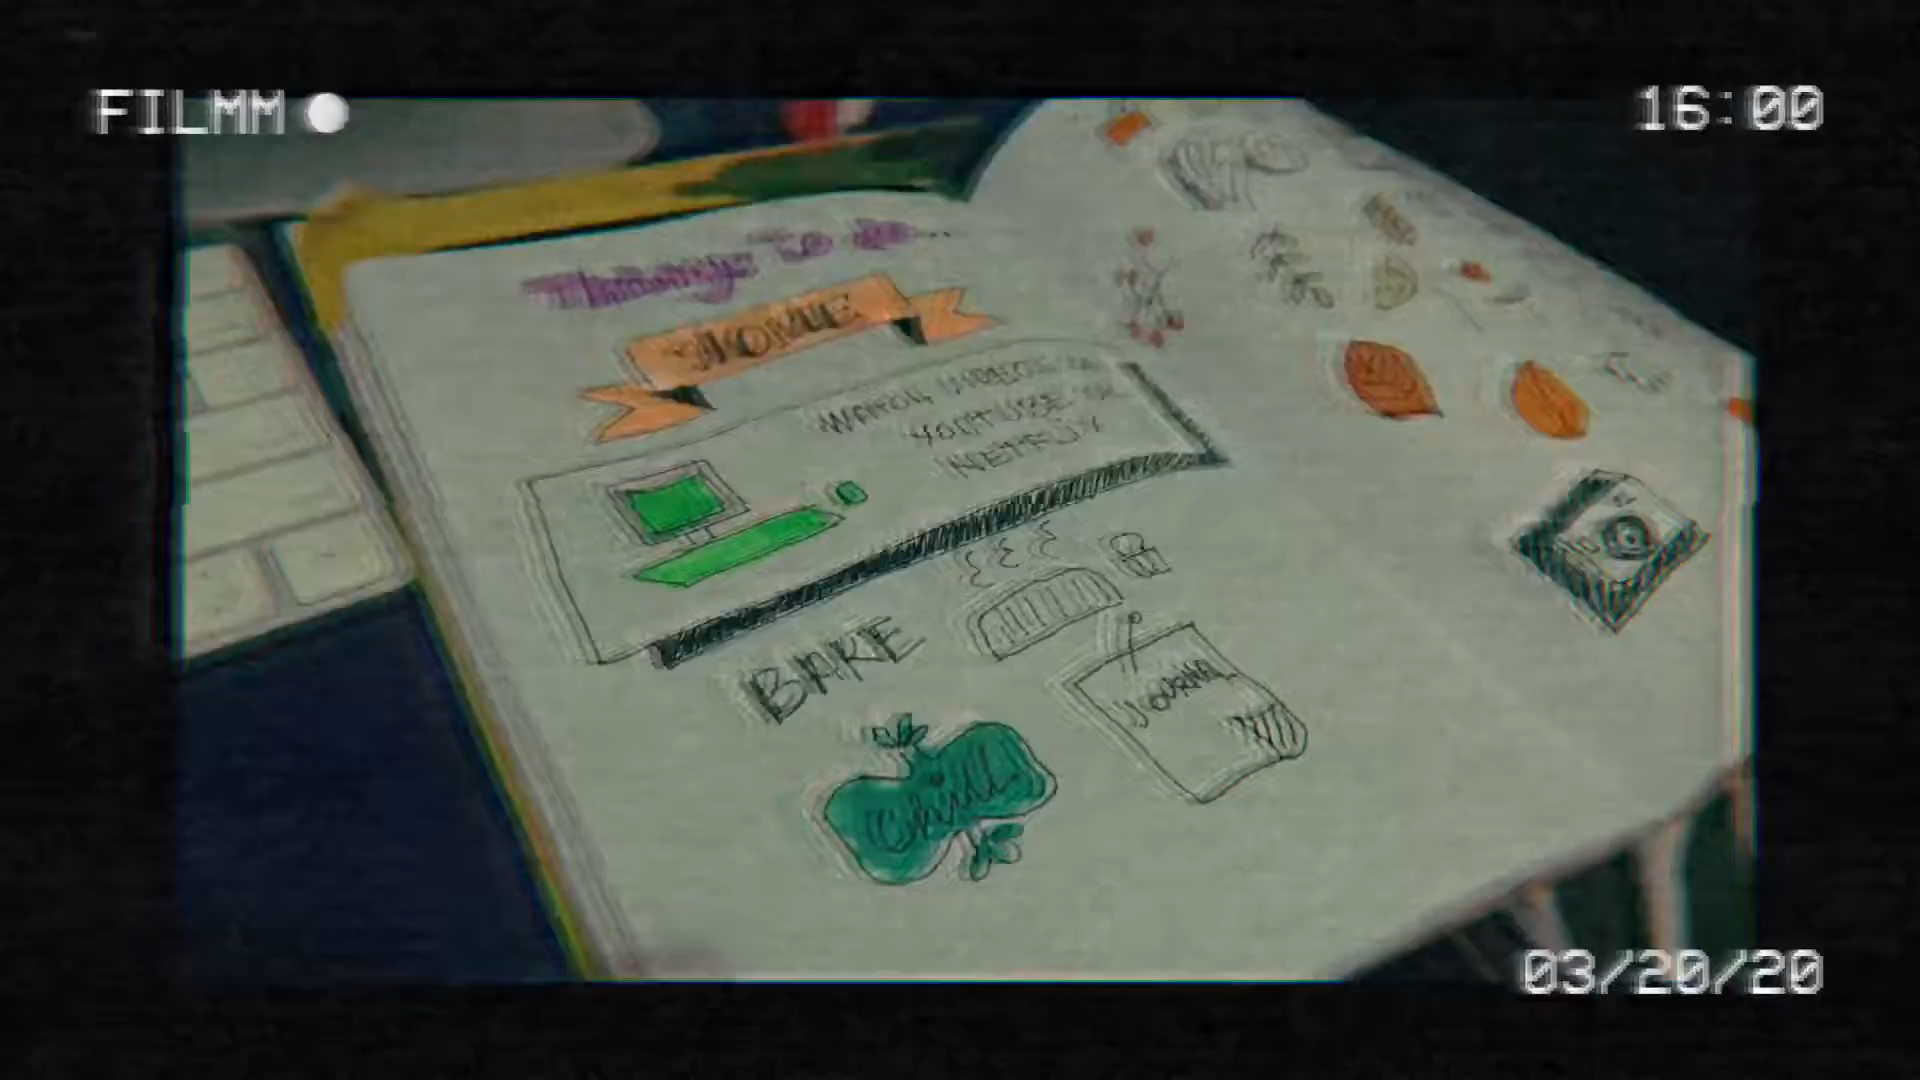 FILMM
16:00
Things to do...
HOME
WATCH VIDEOS ON
YOUTUBE OR
NETFLIX
BAKE
JOURNAL
Chill
03/20/20